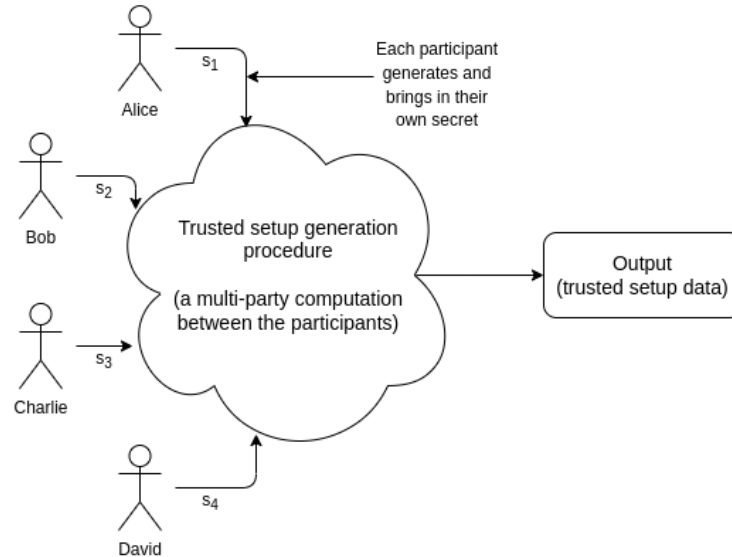 s1
Alice
Each participant
generates and
brings in their
own secret
s2
Bob
Trusted setup generation
procedure
(a multi-party computation
between the participants)
Output
(trusted setup data)
s3
Charlie
s4
David